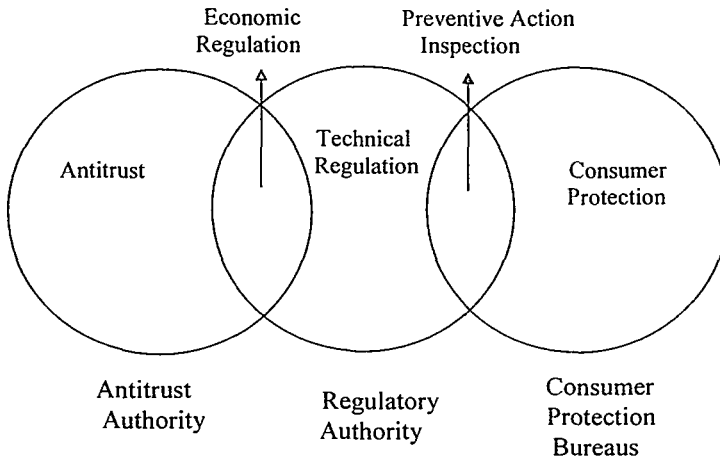 Economic
Regulation
Preventive Action
Inspection
Antitrust
Technical
Regulation
Consumer
Protection
Antitrust
Authority
Regulatory
Authority
Consumer
Protection
Bureaus